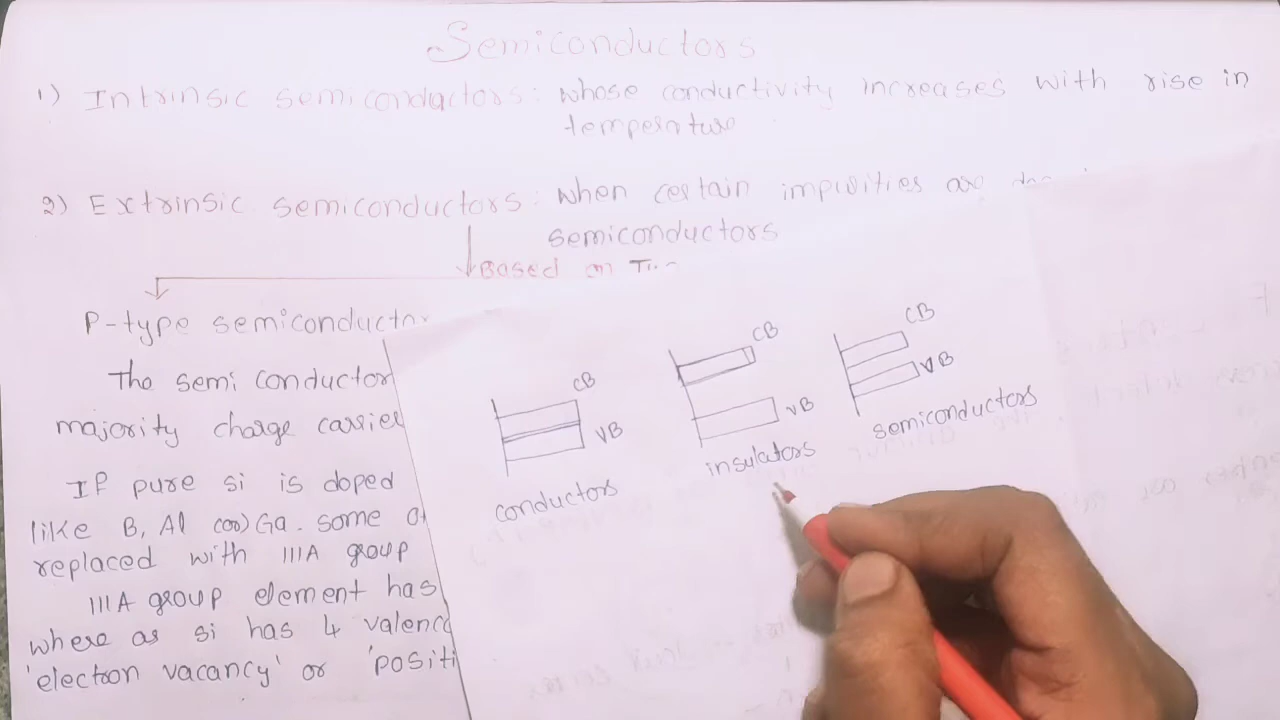 Semiconductors
1) Intrinsic semiconductors: whose conductivity increases with rise in
temperature
2) Extrinsic semiconductors: when certain impurities are
semiconductors
Based on
P-type semiconductor
The semi conductor
majority charge carrie
If pure si is doped
like B, Al (or) Ga. some of
replaced with IIIA group
IIIA group element has
where as si has 4 valenc
'electron vacancy' or 'positi
CB
VB
conductors
CB
VB
insulators
CB
VB
semiconductors